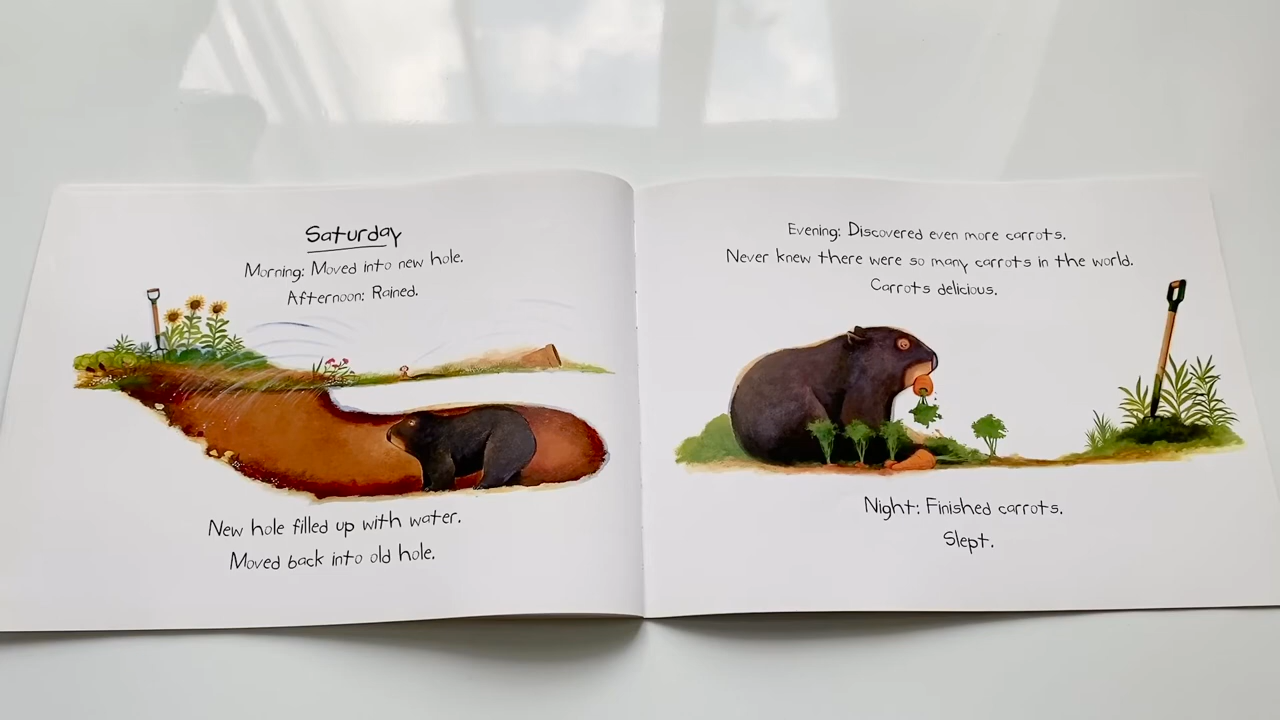 Saturday
Morning: Moved into new hole.
Afternoon: Rained.
New hole filled up with water.
Moved back into old hole.
Evening: Discovered even more carrots.
Never knew there were so many carrots in the world.
Carrots delicious.
Night: Finished carrots.
Slept.